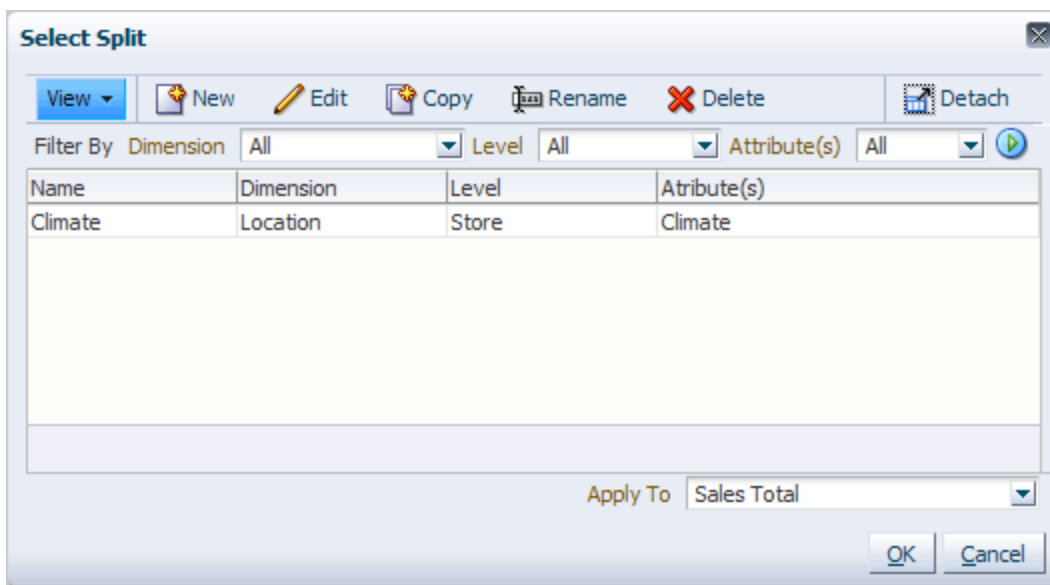 Select Split
View New Edit Copy Rename Delete Detach
Filter By Dimension All Level All Attribute(s) All
Name Dimension Level Atribute(s)
Climate Location Store Climate
Apply To Sales Total
OK Cancel